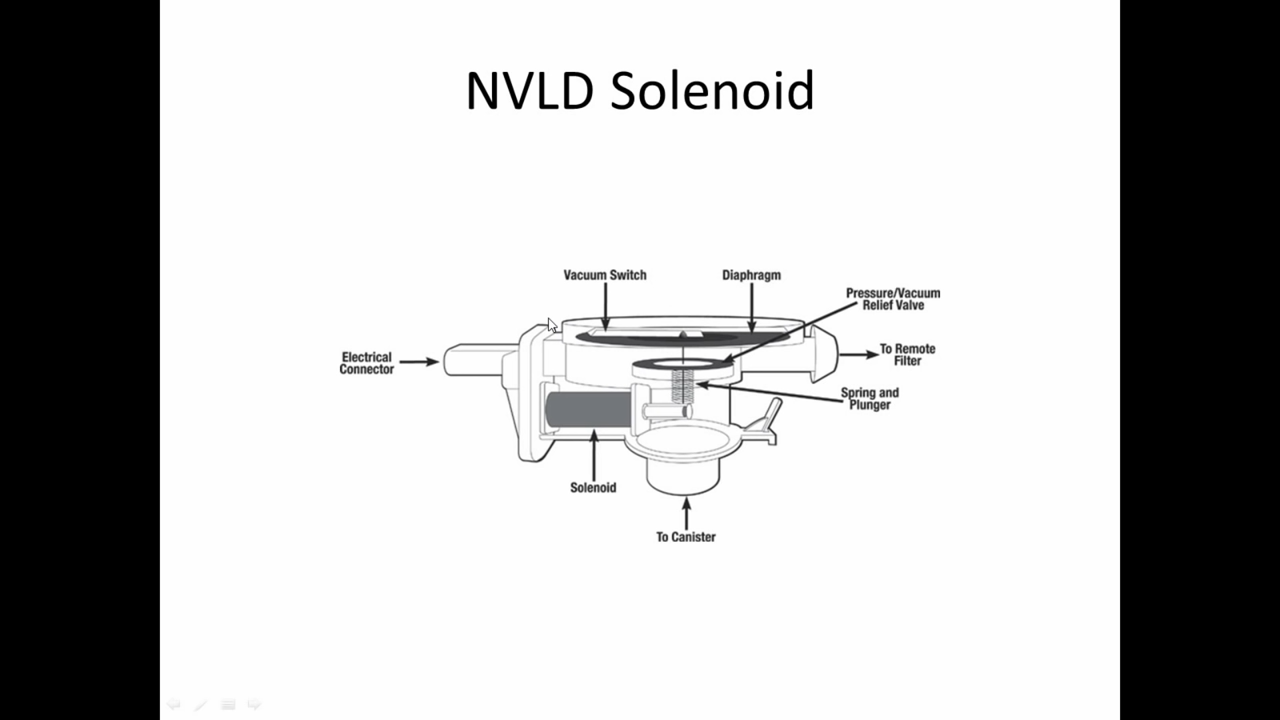 NVLD Solenoid
Vacuum Switch
Diaphragm
Pressure/Vacuum
Relief Valve
Electrical
Connector
To Remote
Filter
Spring and
Plunger
Solenoid
To Canister